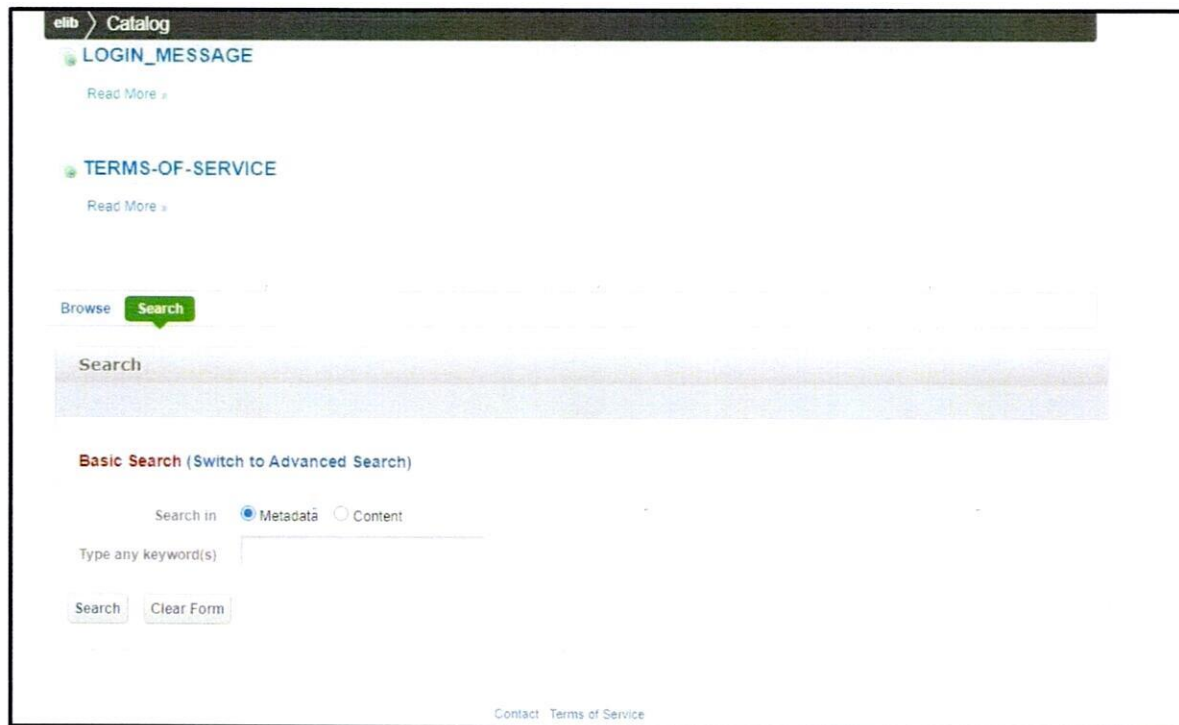 elib Catalog
LOGIN_MESSAGE
Read More »
TERMS-OF-SERVICE
Read More »
Browse Search
Search
Basic Search (Switch to Advanced Search)
Search in Metadata Content
Type any keyword(s)
Search Clear Form
Contact Terms of Service